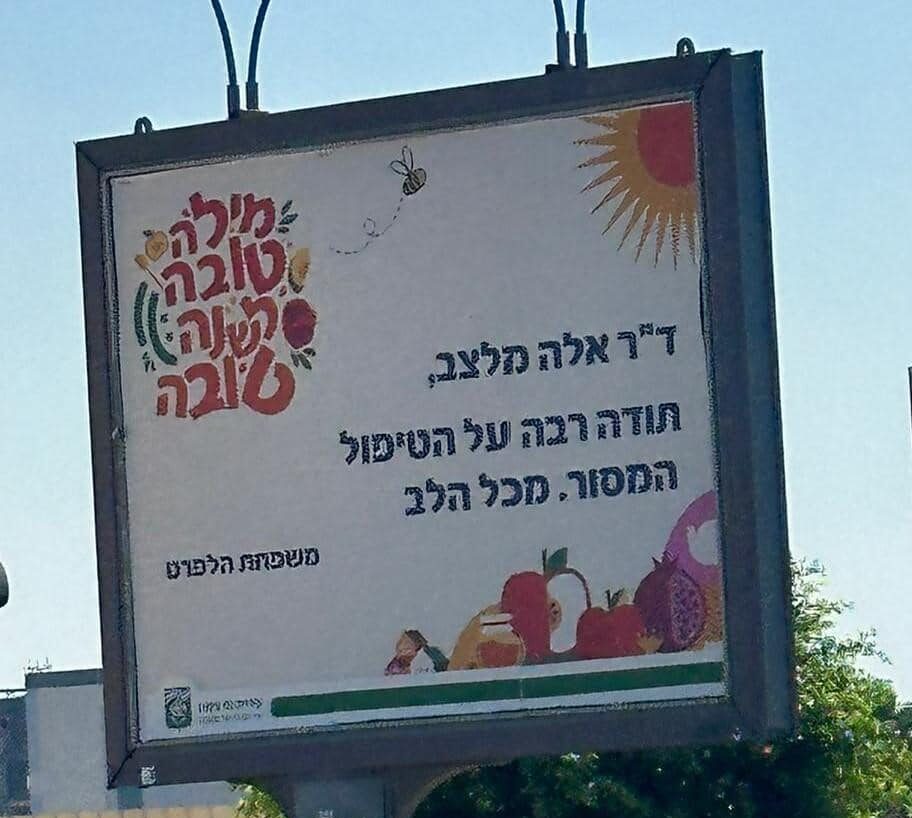 מילה
טובה
לשנה
טובה
ד"ר אלה מלצב,
תודה רבה על הטיפול
המסור. מכל הלב
משפחת הלפרט